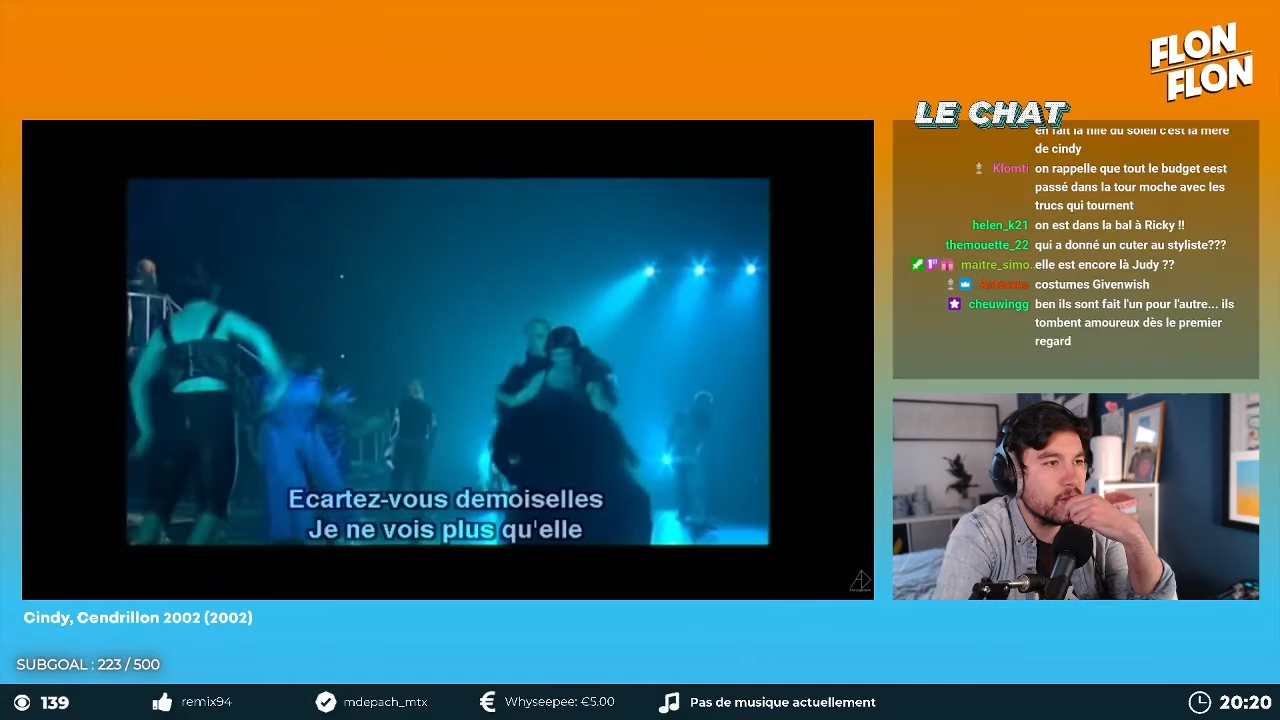 FLON
FLON
LE CHAT
en fait la fille du soleil c'est la mère
de cindy
Klomti on rappelle que tout le budget eest
passé dans la tour moche avec les
trucs qui tournent
helen_k21 on est dans la bal à Ricky !!
themouette_22 qui a donné un cuter au styliste???
maitre_simo.. elle est encore là Judy ??
costumes Givenwish
cheuwingg ben ils sont fait l'un pour l'autre... ils
tombent amoureux dès le premier
regard
Ecartez-vous demoiselles
Je ne vois plus qu'elle
Cindy, Cendrillon 2002 (2002)
SUBGOAL : 223 / 500
139 remix94 mdepach_mtx € Whyseepee: €5.00 Pas de musique actuellement 20:20